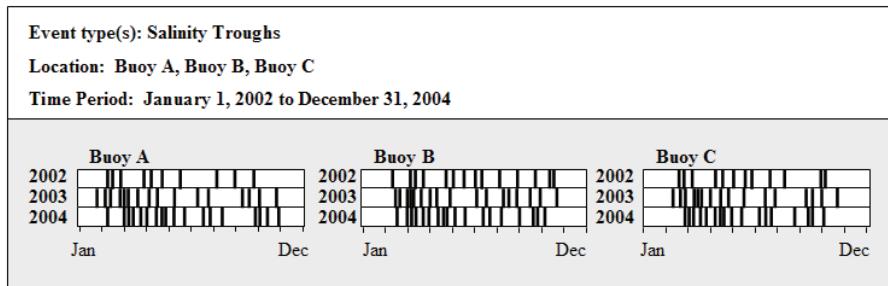 Event type(s): Salinity Troughs
Location: Buoy A, Buoy B, Buoy C
Time Period: January 1, 2002 to December 31, 2004
Buoy A Buoy B Buoy C
2002 2002 2002
2003 2003 2003
2004 2004 2004
Jan Dec Jan Dec Jan Dec